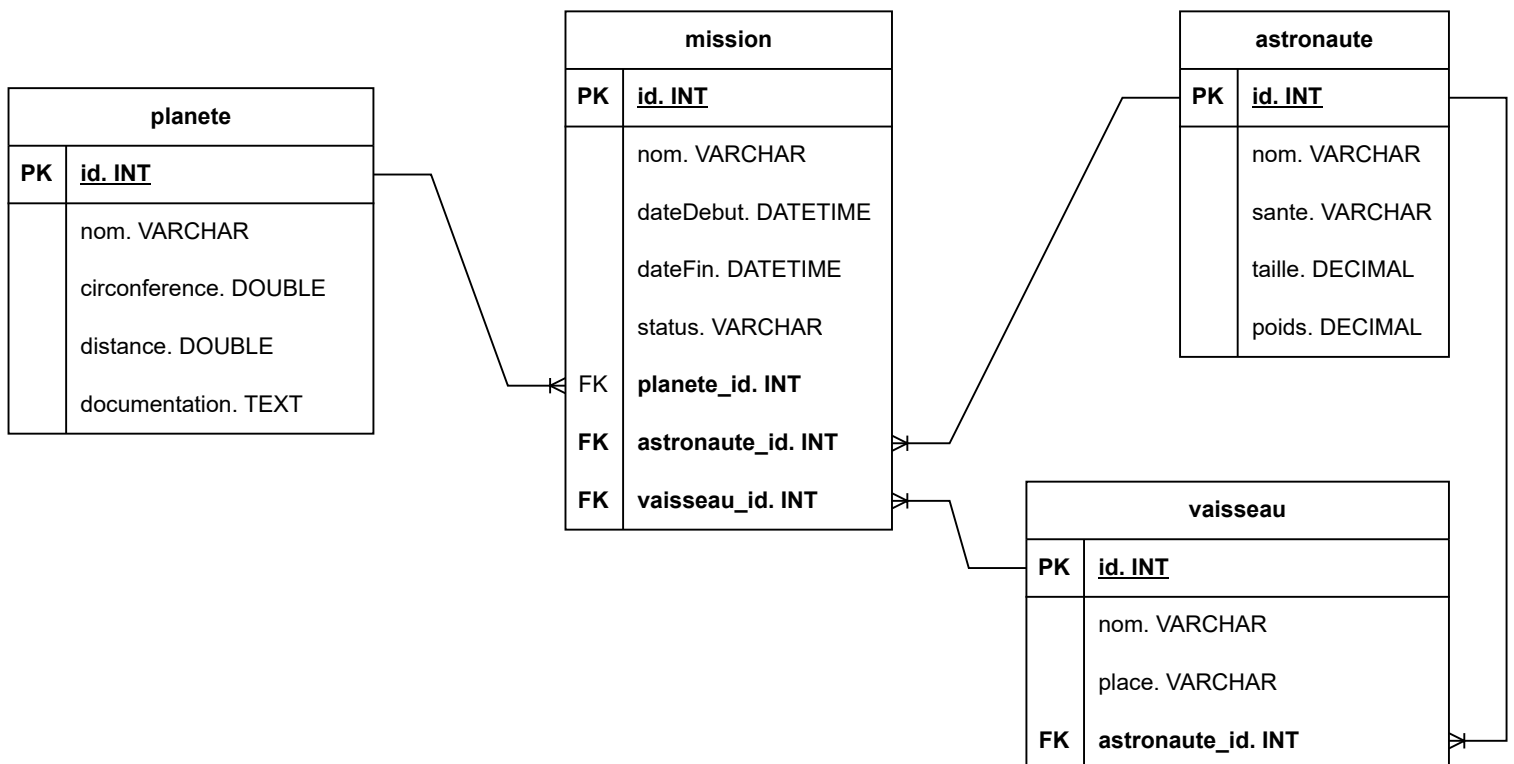 planete
PK id. INT
nom. VARCHAR
circonference. DOUBLE
distance. DOUBLE
documentation. TEXT
mission
PK id. INT
nom. VARCHAR
dateDebut. DATETIME
dateFin. DATETIME
status. VARCHAR
FK planete_id. INT
FK astronaute_id. INT
FK vaisseau_id. INT
astronaute
PK id. INT
nom. VARCHAR
sante. VARCHAR
taille. DECIMAL
poids. DECIMAL
vaisseau
PK id. INT
nom. VARCHAR
place. VARCHAR
FK astronaute_id. INT